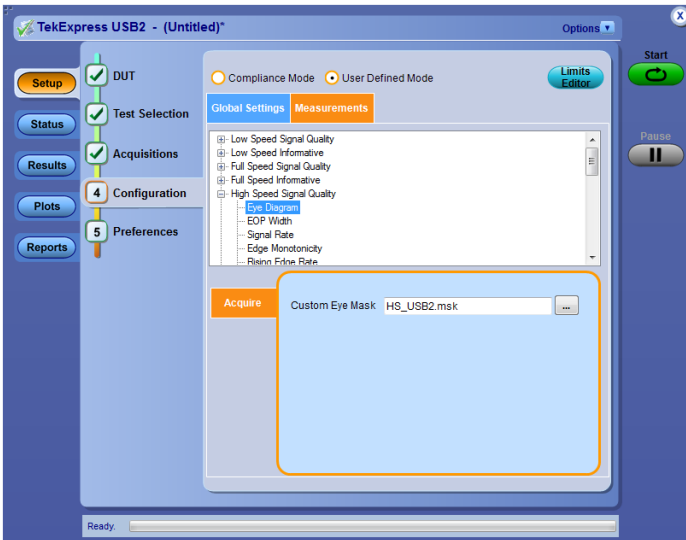 TekExpress USB2 - (Untitled)*
Options
x
Start
Setup
DUT
Compliance Mode
User Defined Mode
Limits Editor
Status
Test Selection
Global Settings
Measurements
Pause
Results
Acquisitions
Low Speed Signal Quality
Low Speed Informative
Full Speed Signal Quality
Full Speed Informative
Plots
4 Configuration
High Speed Signal Quality
Eye Diagram
EOP Width
Reports
5 Preferences
Signal Rate
Edge Monotonicity
Rising Edge Rate
Acquire
Custom Eye Mask HS_USB2.msk ...
Ready.